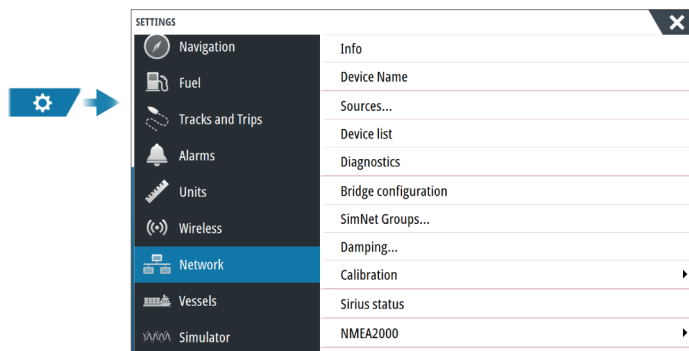 SETTINGS
Navigation
Fuel
Tracks and Trips
Alarms
Units
Wireless
Network
Vessels
Simulator
Info
Device Name
Sources...
Device list
Diagnostics
Bridge configuration
SimNet Groups...
Damping...
Calibration
Sirius status
NMEA2000